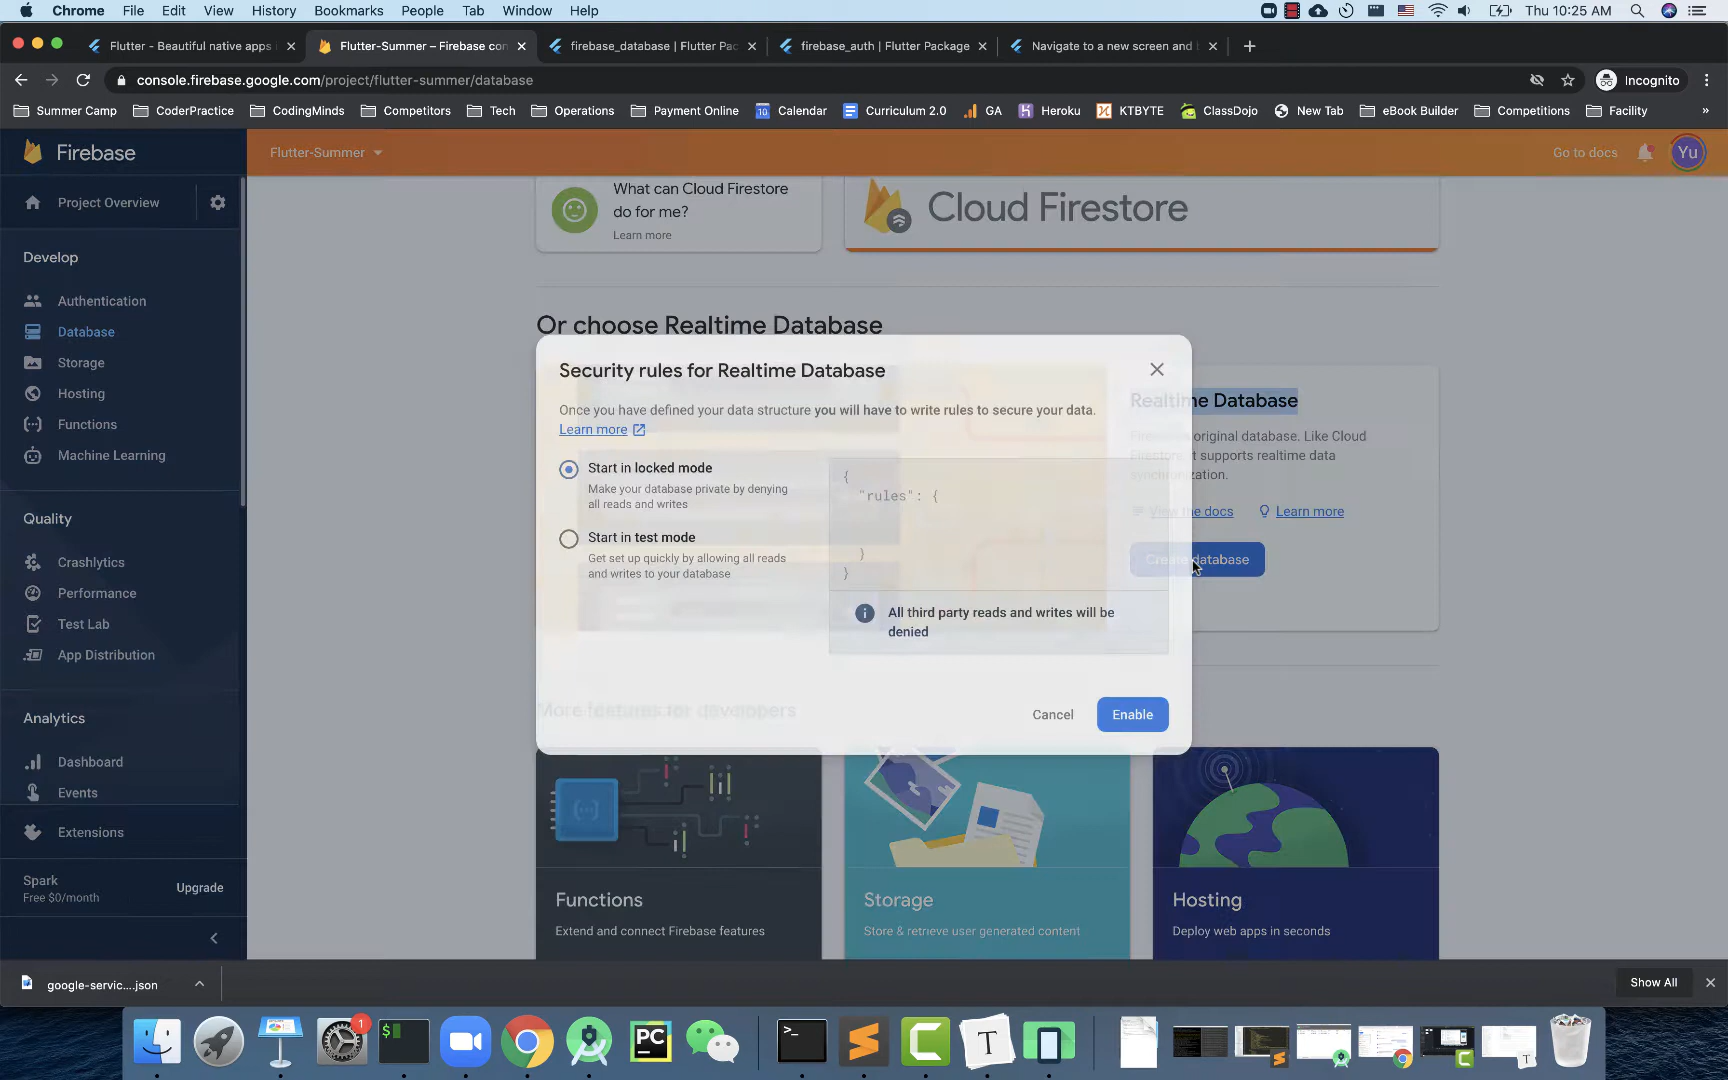 Chrome File Edit View History Bookmarks People Tab Window Help
Thu 10:25 AM
Flutter - Beautiful native apps
Flutter-Summer – Firebase con
firebase_database | Flutter Pac
firebase_auth | Flutter Package
Navigate to a new screen and
console.firebase.google.com/project/flutter-summer/database
Incognito
Summer Camp CoderPractice CodingMinds Competitors Tech Operations Payment Online Calendar Curriculum 2.0 GA Heroku KTBYTE ClassDojo New Tab eBook Builder Competitions Facility »
Firebase
Flutter-Summer
Go to docs
Yu
Project Overview
Develop
Authentication
Database
Storage
Hosting
Functions
Machine Learning
Quality
Crashlytics
Performance
Test Lab
App Distribution
Analytics
Dashboard
Events
Extensions
Spark
Free $0/month
Upgrade
What can Cloud Firestore
do for me?
Learn more
Cloud Firestore
Or choose Realtime Database
Security rules for Realtime Database
Once you have defined your data structure you will have to write rules to secure your data.
Learn more
Start in locked mode
Make your database private by denying
all reads and writes
Start in test mode
Get set up quickly by allowing all reads
and writes to your database
{
"rules": {
}
}
All third party reads and writes will be
denied
Cancel
Enable
Realtime Database
original database. Like Cloud
it supports realtime data
View the docs
Learn more
Create database
More features for developers
Functions
Extend and connect Firebase features
Storage
Store & retrieve user generated content
Hosting
Deploy web apps in seconds
google-servic....json
Show All
1
$
PC
>_
T